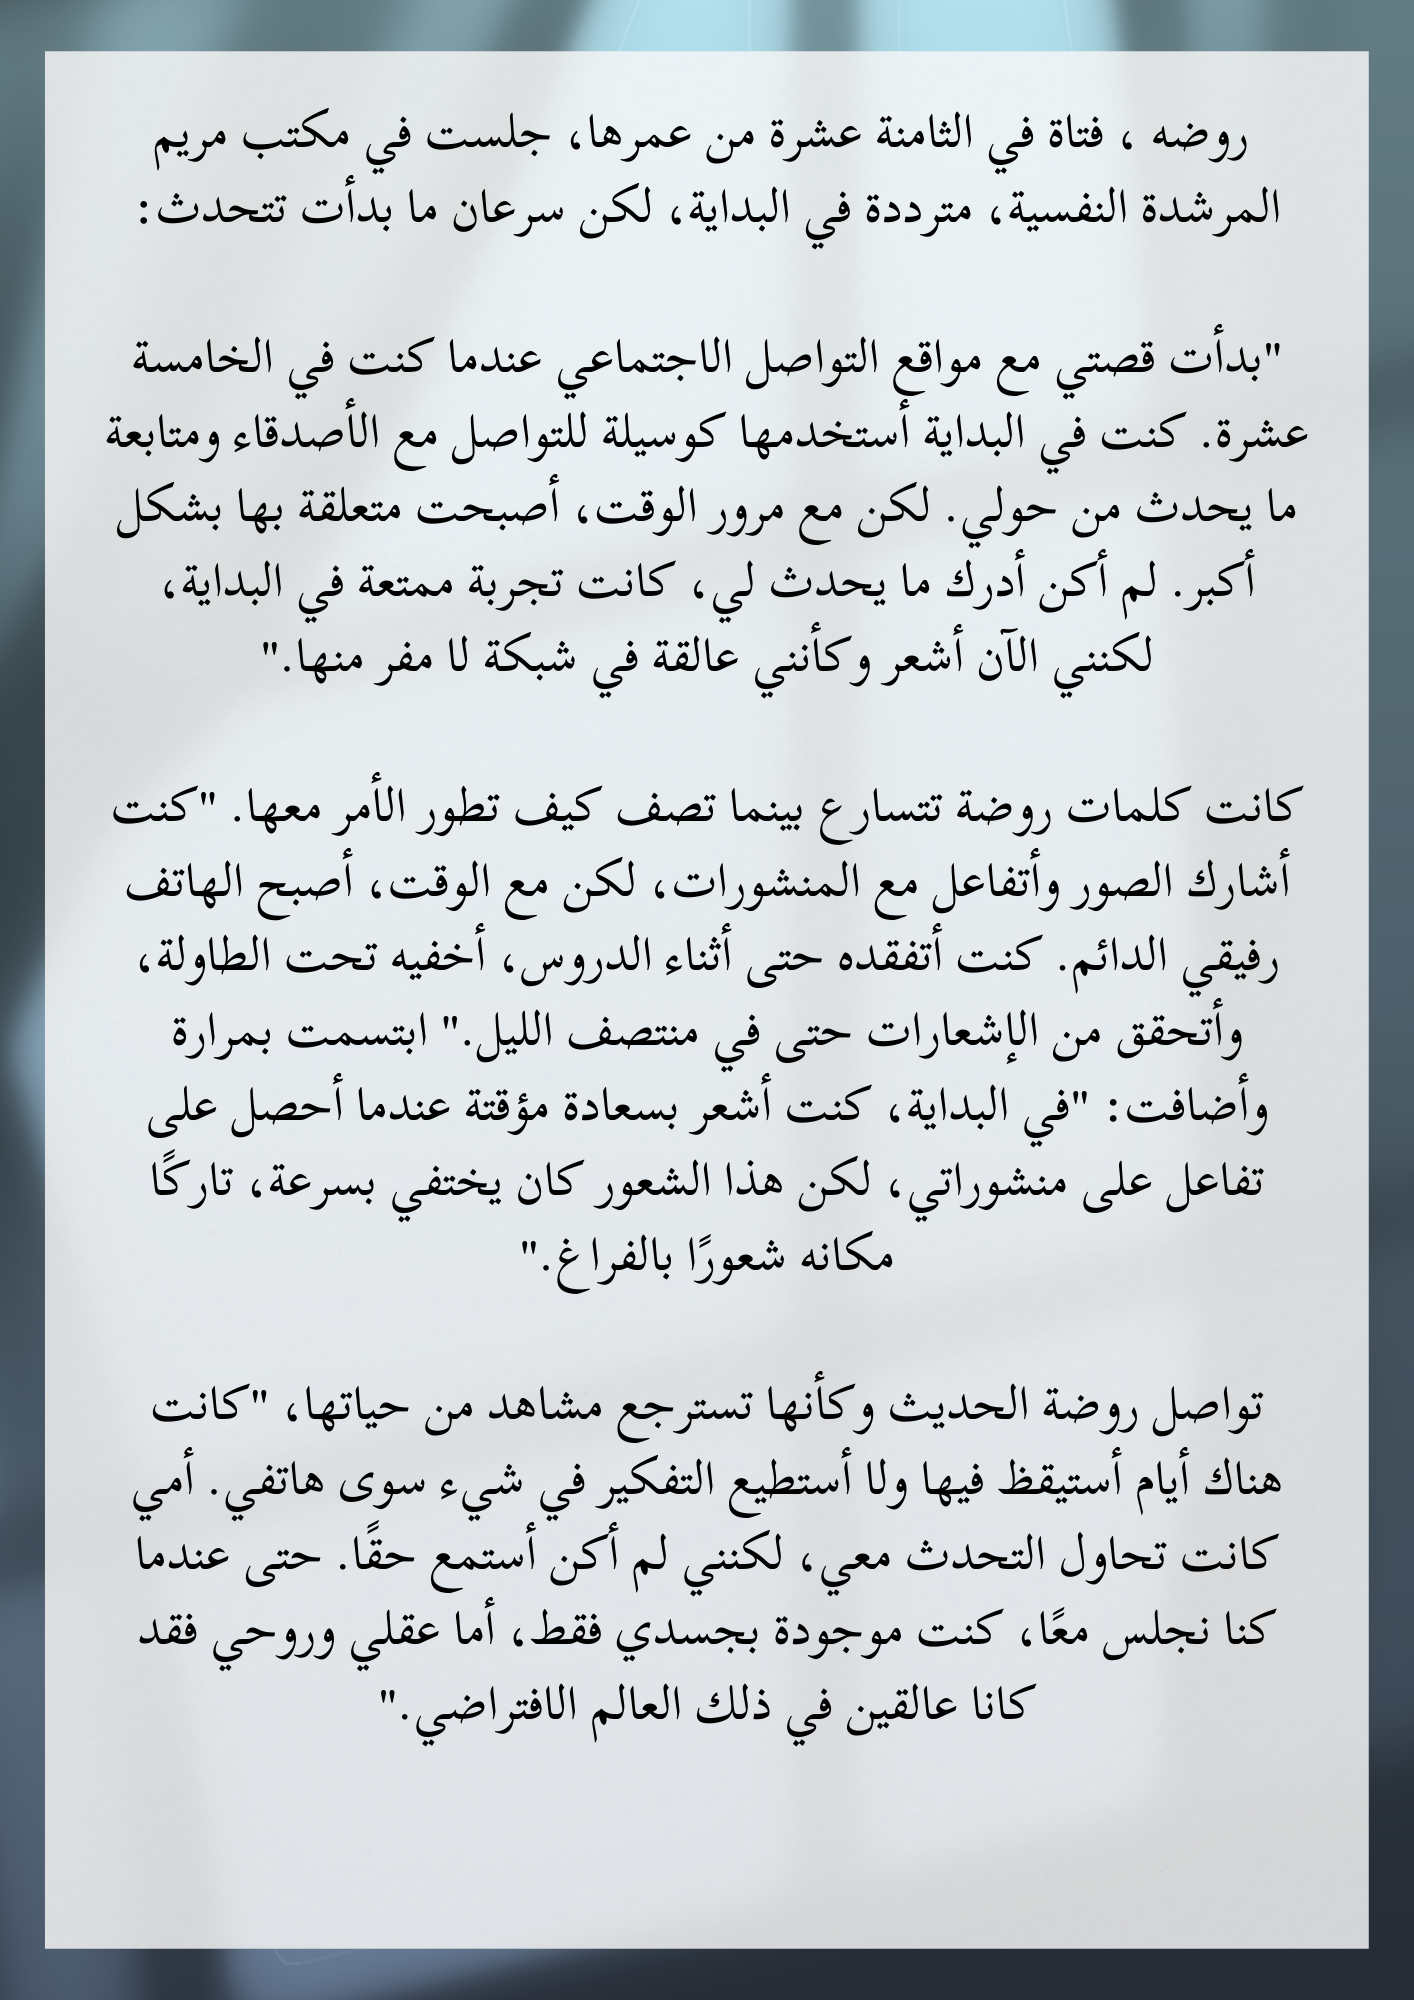 روضه ، فتاة في الثامنة عشرة من عمرها، جلست في مكتب مريم
المرشدة النفسية، مترددة في البداية، لكن سرعان ما بدأت تتحدث:
"بدأت قصتي مع مواقع التواصل الاجتماعي عندما كنت في الخامسة
عشرة. كنت في البداية أستخدمها كوسيلة للتواصل مع الأصدقاء ومتابعة
ما يحدث من حولي. لكن مع مرور الوقت، أصبحت متعلقة بها بشكل
أكبر. لم أكن أدرك ما يحدث لي، كانت تجربة ممتعة في البداية،
لكنني الآن أشعر وكأنني عالقة في شبكة لا مفر منها."
كانت كلمات روضة تتسارع بينما تصف كيف تطور الأمر معها. "كنت
أشارك الصور وأتفاعل مع المنشورات، لكن مع الوقت، أصبح الهاتف
رفيقي الدائم. كنت أتفقده حتى أثناء الدروس، أخفيه تحت الطاولة،
وأتحقق من الإشعارات حتى في منتصف الليل." ابتسمت بمرارة
وأضافت: "في البداية، كنت أشعر بسعادة مؤقتة عندما أحصل على
تفاعل على منشوراتي، لكن هذا الشعور كان يختفي بسرعة، تاركًا
مكانه شعورًا بالفراغ."
تواصل روضة الحديث وكأنها تسترجع مشاهد من حياتها، "كانت
هناك أيام أستيقظ فيها ولا أستطيع التفكير في شيء سوى هاتفي. أمي
كانت تحاول التحدث معي، لكنني لم أكن أستمع حقًا. حتى عندما
كنا نجلس معًا، كنت موجودة بجسدي فقط، أما عقلي وروحي فقد
كانا عالقين في ذلك العالم الافتراضي."